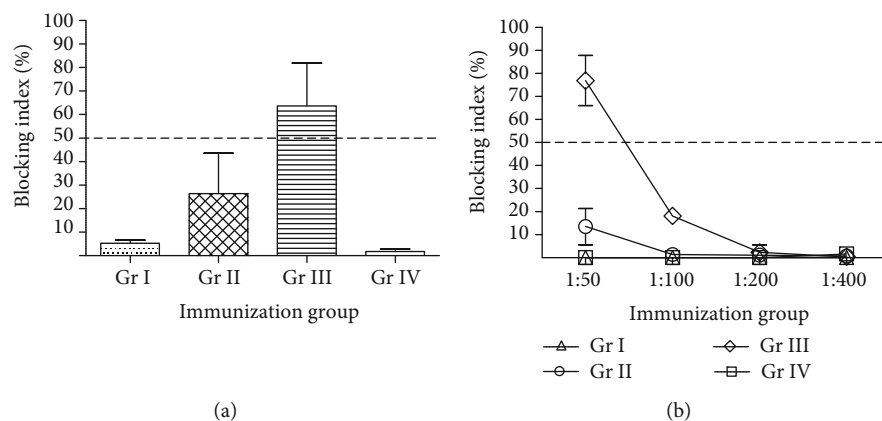 100
90
80
70
60
50
40
30
20
10
Blocking index (%)
Gr I
Gr II
Gr III
Gr IV
Immunization group
(a)
100
90
80
70
60
50
40
30
20
10
Blocking index (%)
1:50
1:100
1:200
1:400
Immunization group
Gr I
Gr III
Gr II
Gr IV
(b)